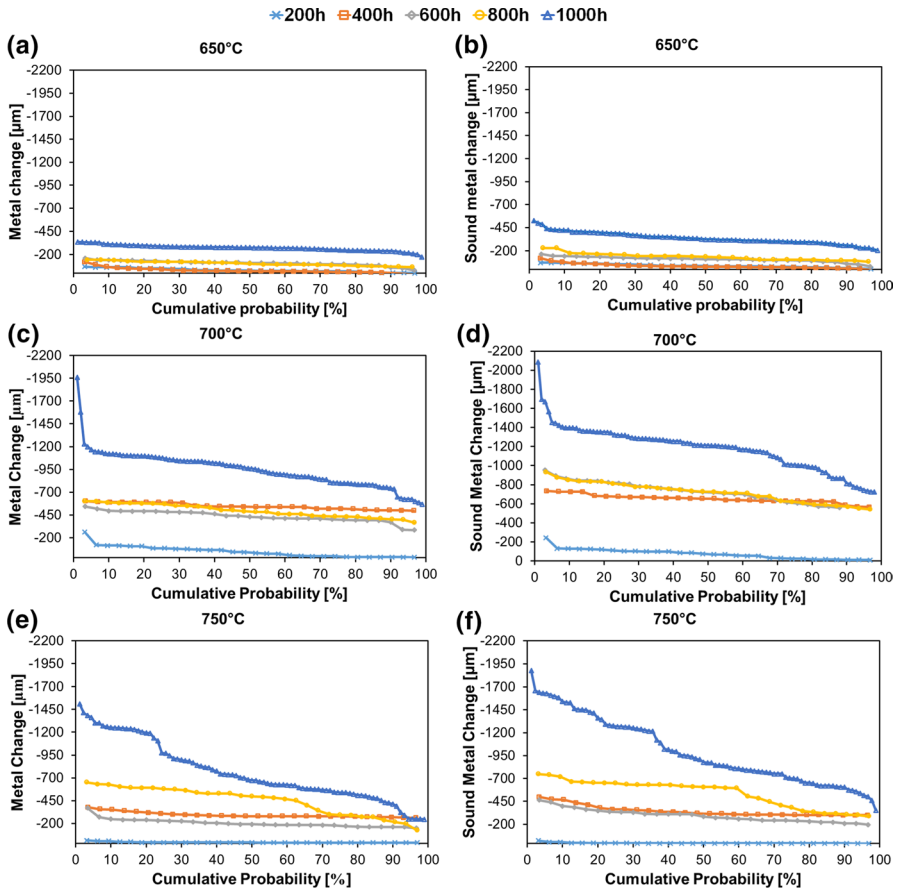 200h 400h 600h 800h 1000h
(a) 650°C
Metal change [µm]
-2200
-1950
-1700
-1450
-1200
-950
-700
-450
-200
0 10 20 30 40 50 60 70 80 90 100
Cumulative probability [%]
(b) 650°C
Sound metal change [µm]
-2200
-1950
-1700
-1450
-1200
-950
-700
-450
-200
0 10 20 30 40 50 60 70 80 90 100
Cumulative probability [%]
(c) 700°C
Metal Change [µm]
-2200
-1950
-1700
-1450
-1200
-950
-700
-450
-200
0 10 20 30 40 50 60 70 80 90 100
Cumulative Probability [%]
(d) 700°C
Sound Metal Change [µm]
-2200
-2000
-1800
-1600
-1400
-1200
-1000
-800
-600
-400
-200
0
0 10 20 30 40 50 60 70 80 90 100
Cumulative Probability [%]
(e) 750°C
Metal Change [µm]
-2200
-1950
-1700
-1450
-1200
-950
-700
-450
-200
0 10 20 30 40 50 60 70 80 90 100
Cumulative Probability [%]
(f) 750°C
Sound Metal Change [µm]
-2200
-1950
-1700
-1450
-1200
-950
-700
-450
-200
0 10 20 30 40 50 60 70 80 90 100
Cumulative Probability [%]